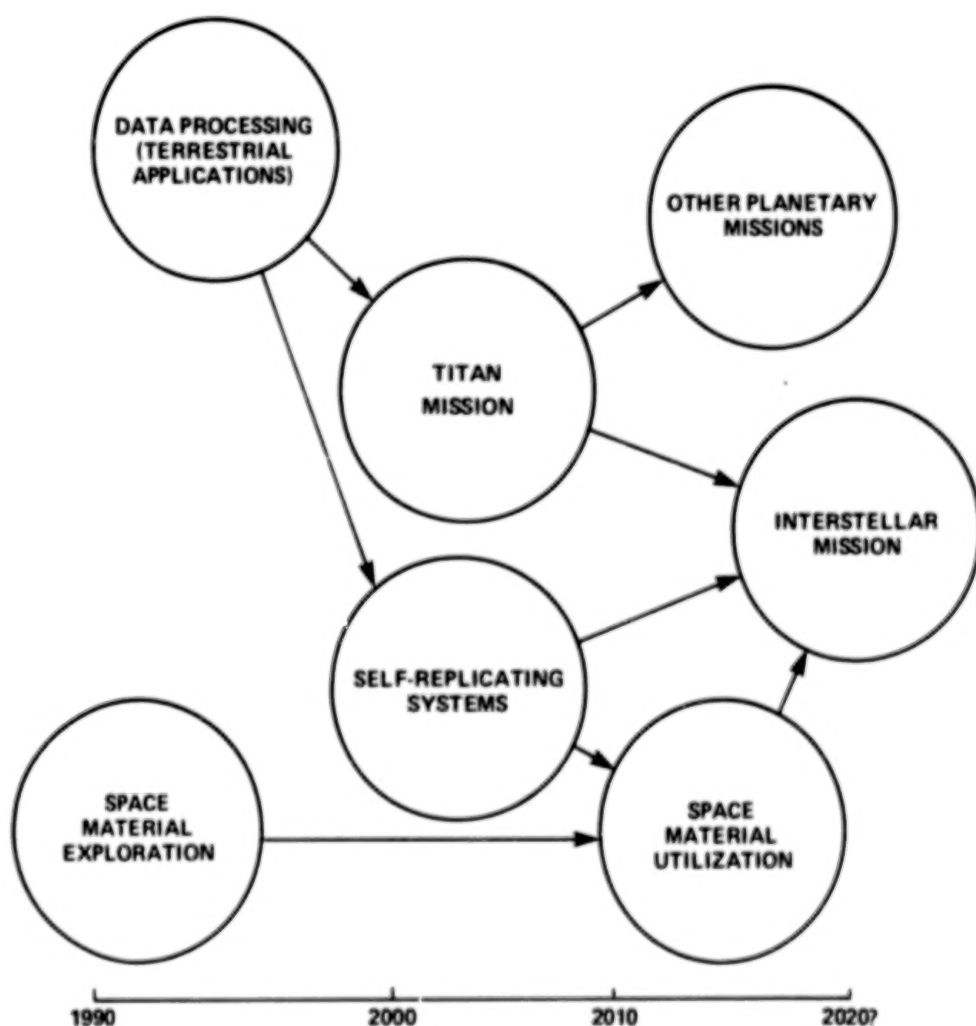 DATA PROCESSING
(TERRESTRIAL
APPLICATIONS)
OTHER PLANETARY
MISSIONS
TITAN
MISSION
INTERSTELLAR
MISSION
SELF-REPLICATING
SYSTEMS
SPACE
MATERIAL
EXPLORATION
SPACE
MATERIAL
UTILIZATION
1990 2000 2010 2020?